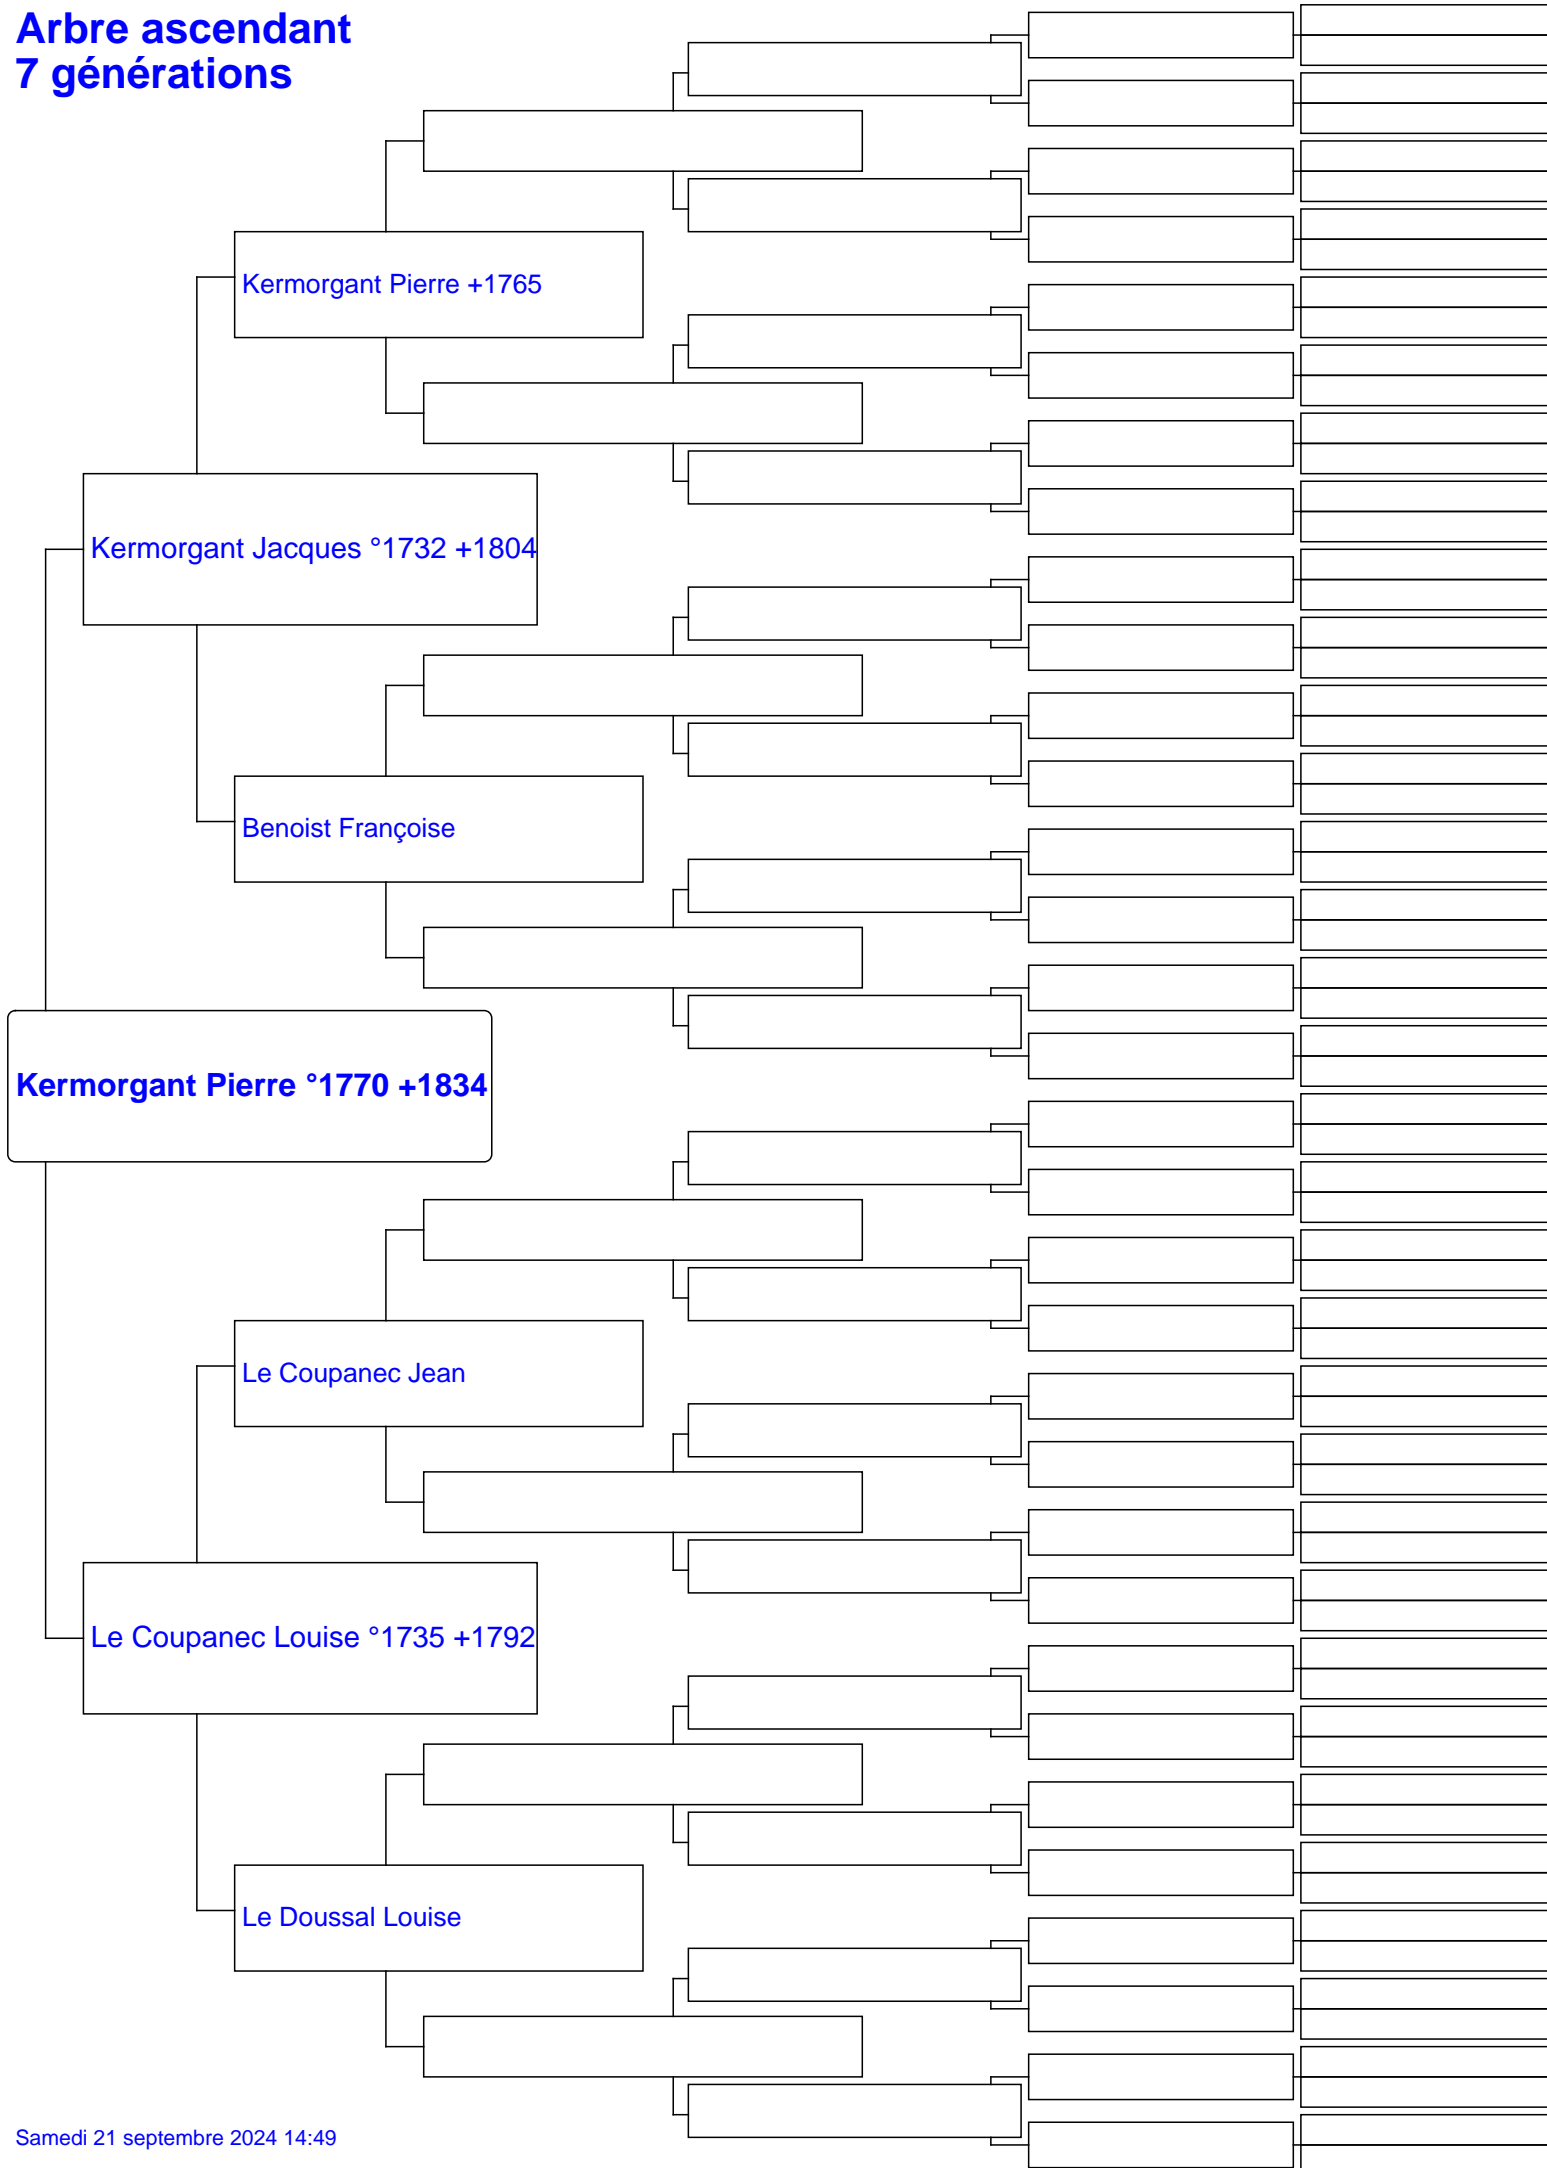 Arbre ascendant
7 générations
Kermorgant Pierre +1765
Kermorgant Jacques °1732 +1804
Benoist Françoise
Kermorgant Pierre °1770 +1834
Le Coupanec Jean
Le Coupanec Louise °1735 +1792
Le Doussal Louise
Samedi 21 septembre 2024 14:49